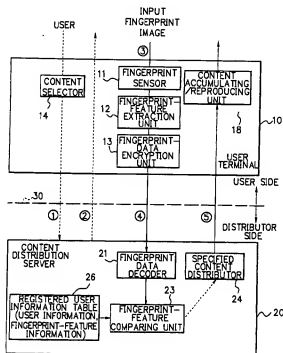 USER
INPUT
FINGERPRINT
IMAGE
③
CONTENT
SELECTOR
14
11
FINGERPRINT
SENSOR
12
FINGERPRINT-
FEATURE
EXTRACTION
UNIT
13
FINGERPRINT-
DATA
ENCRYPTION
UNIT
CONTENT
ACCUMULATING
/REPRODUCING
UNIT
18
10
USER
TERMINAL
USER SIDE
30
DISTRIBUTOR
SIDE
① ② ④ ⑤
CONTENT
DISTRIBUTION
SERVER
21
FINGERPRINT
DATA
DECODER
SPECIFIED
CONTENT
DISTRIBUTOR
24
26
REGISTERED USER
INFORMATION TABLE
(USER INFORMATION,
FINGERPRINT-FEATURE
INFORMATION)
23
FINGERPRINT-
FEATURE
COMPARING UNIT
20